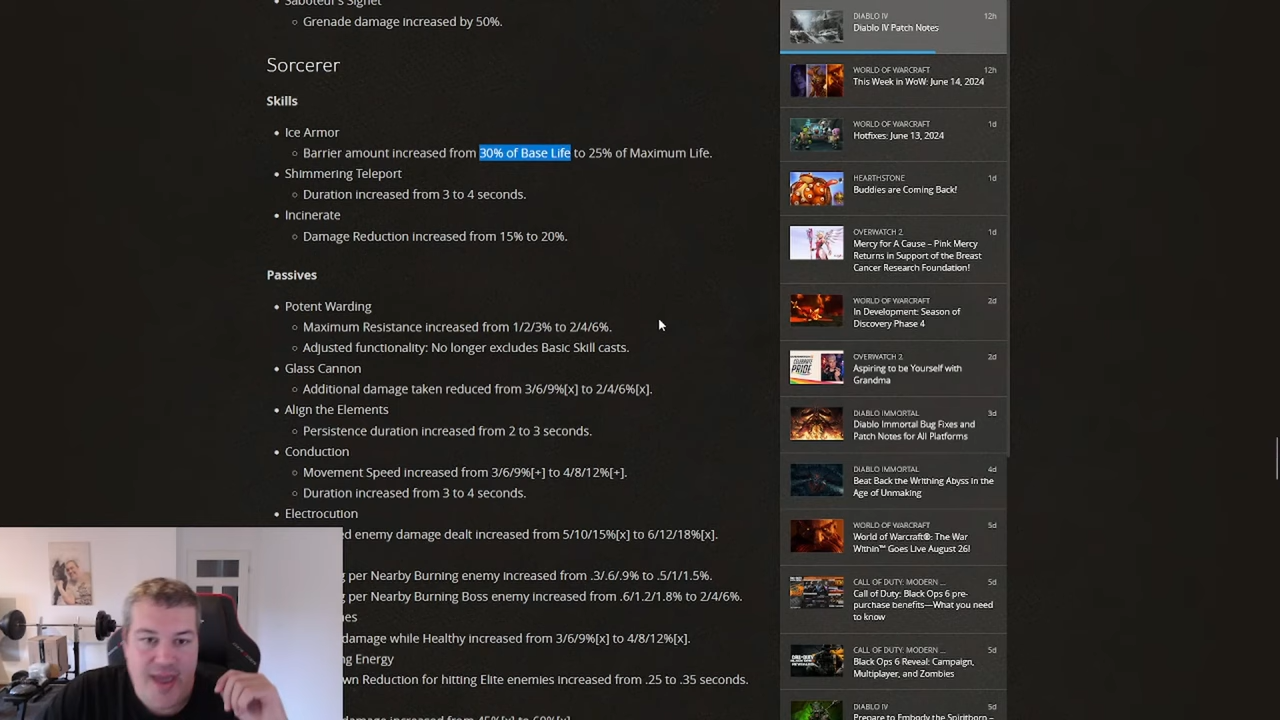 Saboteur's Signet
Grenade damage increased by 50%.
Sorcerer
Skills
Ice Armor
Barrier amount increased from 30% of Base Life to 25% of Maximum Life.
Shimmering Teleport
Duration increased from 3 to 4 seconds.
Incinerate
Damage Reduction increased from 15% to 20%.
Passives
Potent Warding
Maximum Resistance increased from 1/2/3% to 2/4/6%.
Adjusted functionality: No longer excludes Basic Skill casts.
Glass Cannon
Additional damage taken reduced from 3/6/9%[x] to 2/4/6%[x].
Align the Elements
Persistence duration increased from 2 to 3 seconds.
Conduction
Movement Speed increased from 3/6/9%[+] to 4/8/12%[+].
Duration increased from 3 to 4 seconds.
Electrocution
ed enemy damage dealt increased from 5/10/15%[x] to 6/12/18%[x].
g per Nearby Burning enemy increased from .3/.6/.9% to .5/1/1.5%.
g per Nearby Burning Boss enemy increased from .6/1.2/1.8% to 2/4/6%.
es
damage while Healthy increased from 3/6/9%[x] to 4/8/12%[x].
ng Energy
wn Reduction for hitting Elite enemies increased from .25 to .35 seconds.
damage increased from 45%[x] to 60%[x].
DIABLO IV
12h
Diablo IV Patch Notes
WORLD OF WARCRAFT
12h
This Week in WoW: June 14, 2024
WORLD OF WARCRAFT
1d
Hotfixes: June 13, 2024
HEARTHSTONE
1d
Buddies are Coming Back!
OVERWATCH 2
1d
Mercy for A Cause – Pink Mercy
Returns in Support of the Breast
Cancer Research Foundation!
WORLD OF WARCRAFT
2d
In Development: Season of
Discovery Phase 4
OVERWATCH 2
2d
Aspiring to be Yourself with
Grandma
DIABLO IMMORTAL
3d
Diablo Immortal Bug Fixes and
Patch Notes for All Platforms
DIABLO IMMORTAL
4d
Beat Back the Writhing Abyss in the
Age of Unmaking
WORLD OF WARCRAFT
5d
World of Warcraft®: The War
Within™ Goes Live August 26!
CALL OF DUTY: MODERN ...
5d
Call of Duty: Black Ops 6 pre-
purchase benefits—What you need
to know
CALL OF DUTY: MODERN ...
5d
Black Ops 6 Reveal: Campaign,
Multiplayer, and Zombies
DIABLO IV
5d
Prepare to Embody the Spiritborn –